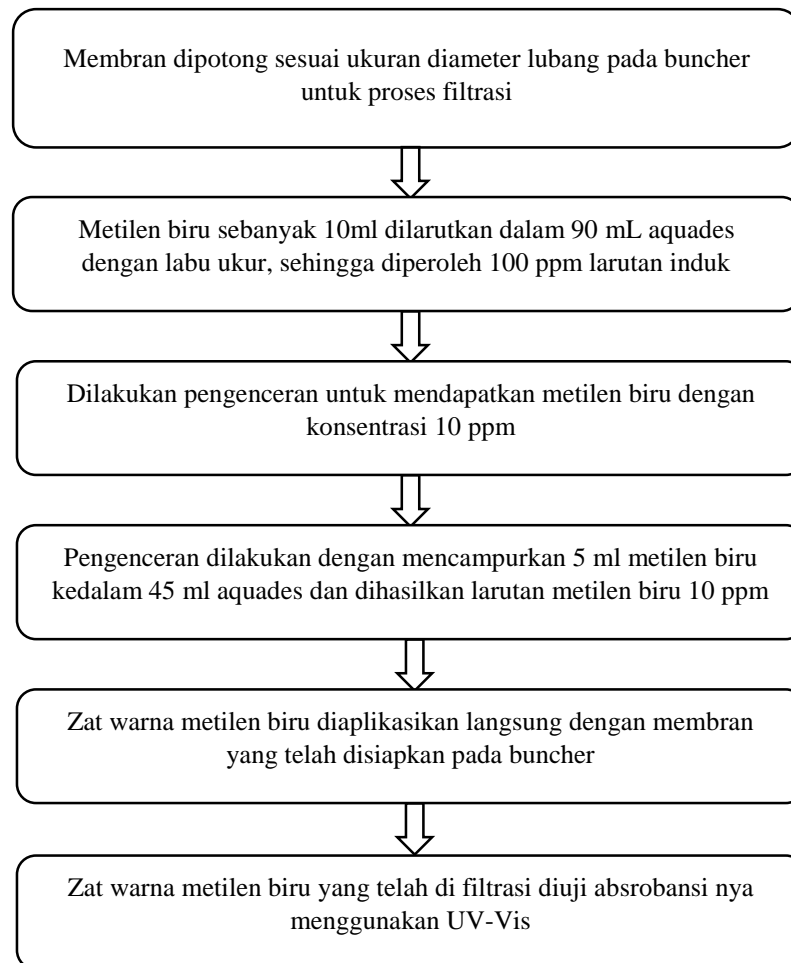 Membran dipotong sesuai ukuran diameter lubang pada buncher
untuk proses filtrasi
Metilen biru sebanyak 10ml dilarutkan dalam 90 mL aquades
dengan labu ukur, sehingga diperoleh 100 ppm larutan induk
Dilakukan pengenceran untuk mendapatkan metilen biru dengan
konsentrasi 10 ppm
Pengenceran dilakukan dengan mencampurkan 5 ml metilen biru
kedalam 45 ml aquades dan dihasilkan larutan metilen biru 10 ppm
Zat warna metilen biru diaplikasikan langsung dengan membran
yang telah disiapkan pada buncher
Zat warna metilen biru yang telah di filtrasi diuji absrobansi nya
menggunakan UV-Vis